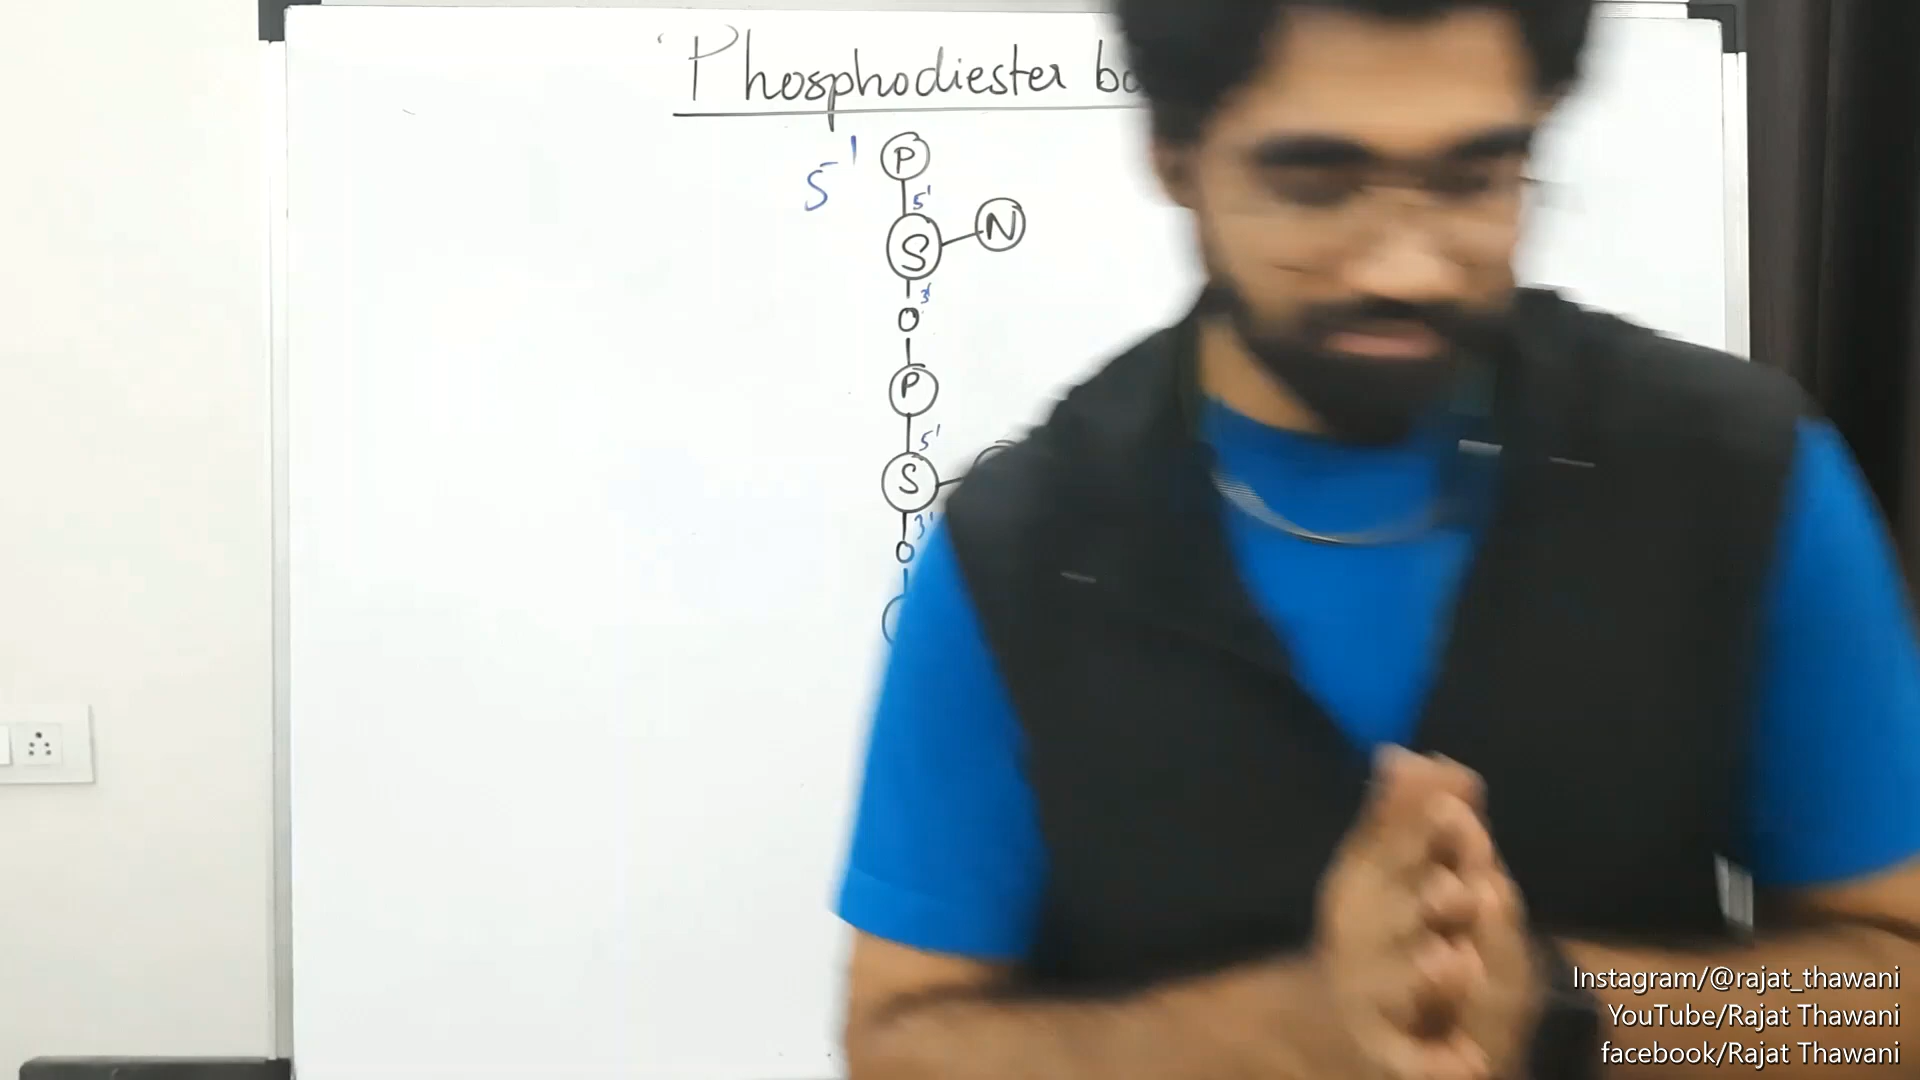 Phosphodiester bo
5' P
5'
S N
3'
O
P
5'
S
3'
O
Instagram/@rajat_thawani
YouTube/Rajat Thawani
facebook/Rajat Thawani